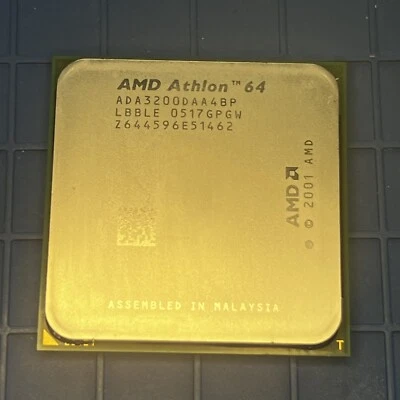 AMD Athlon™ 64
ADA3200DAA4BP
LBBLE 0517GPGW
Z644596E51462
AMD
© 2001 AMD
ASSEMBLED IN MALAYSIA
T